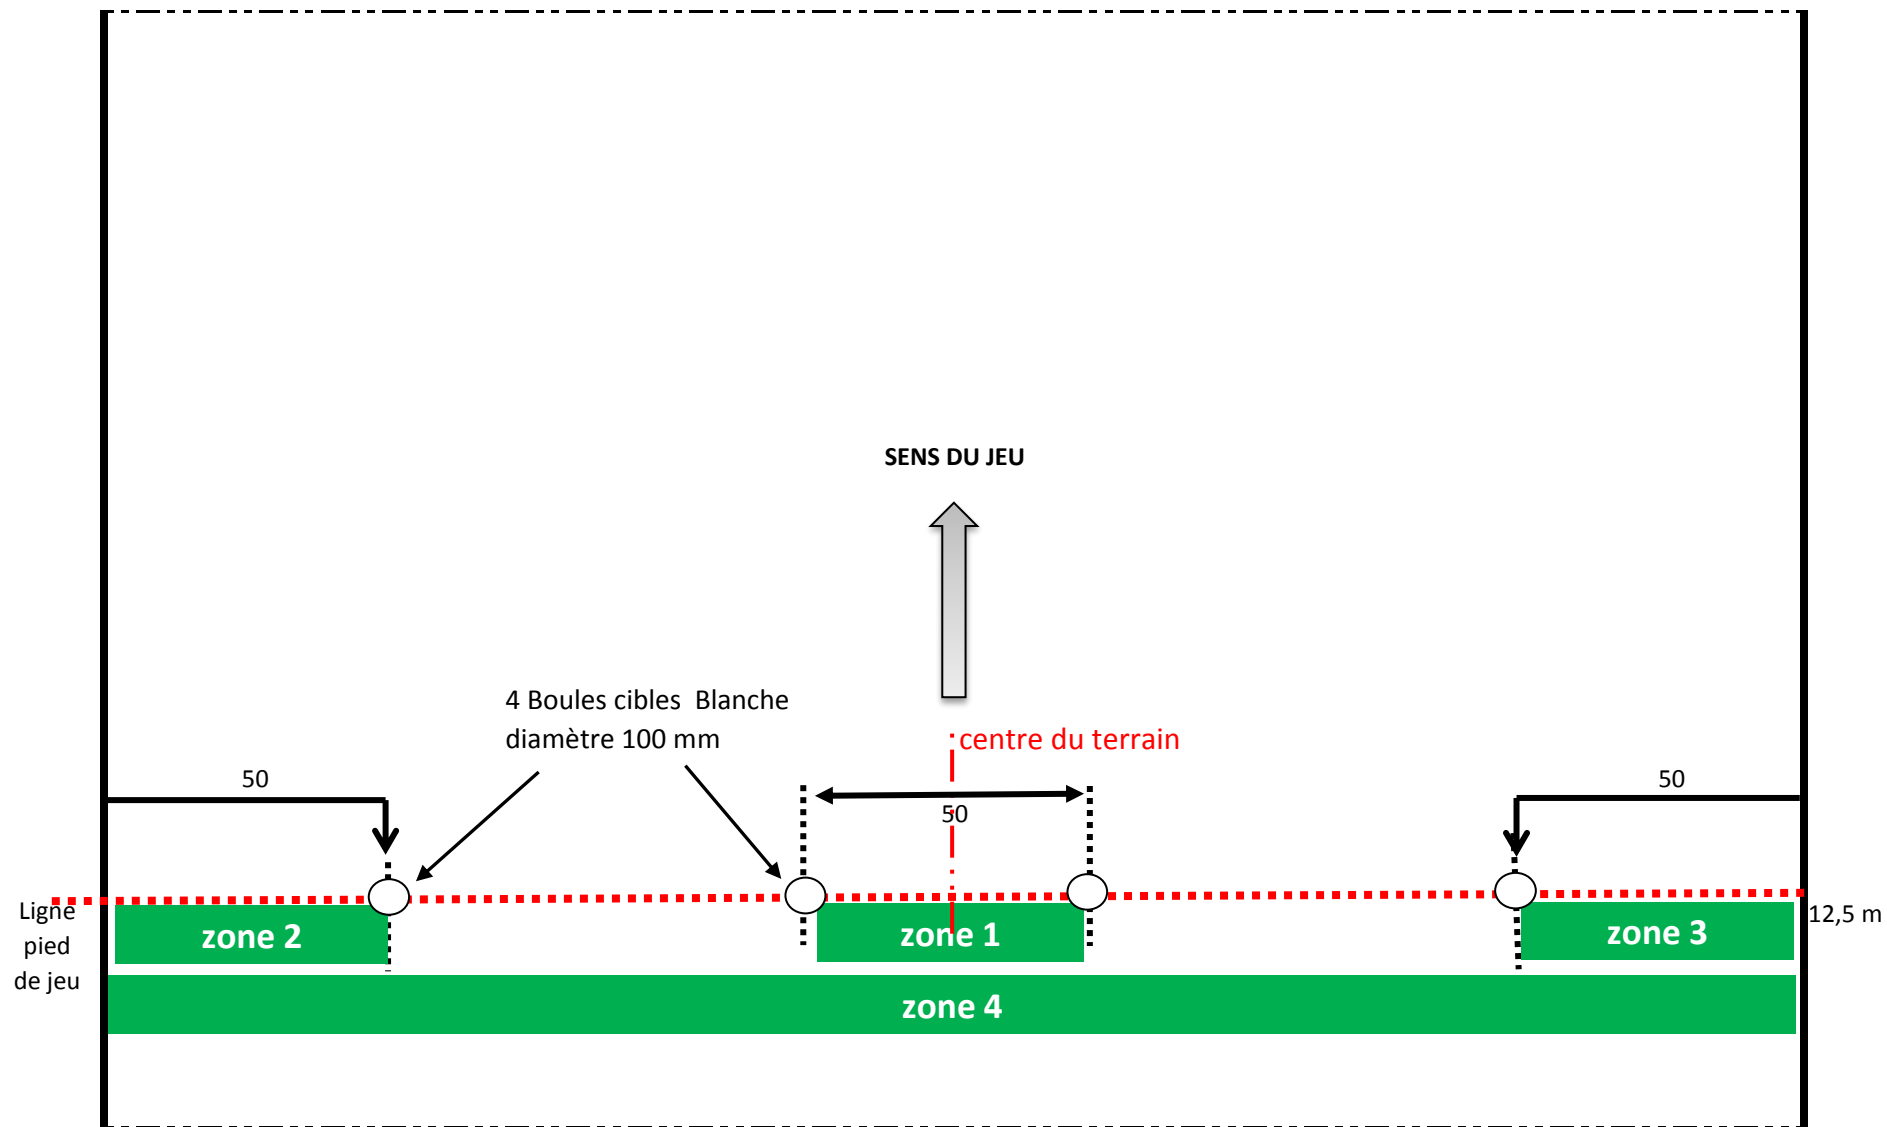 SENS DU JEU
4 Boules cibles Blanche
diamètre 100 mm
centre du terrain
50
50
50
Ligne
pied
de jeu
12,5 m
zone 2
zone 1
zone 3
zone 4